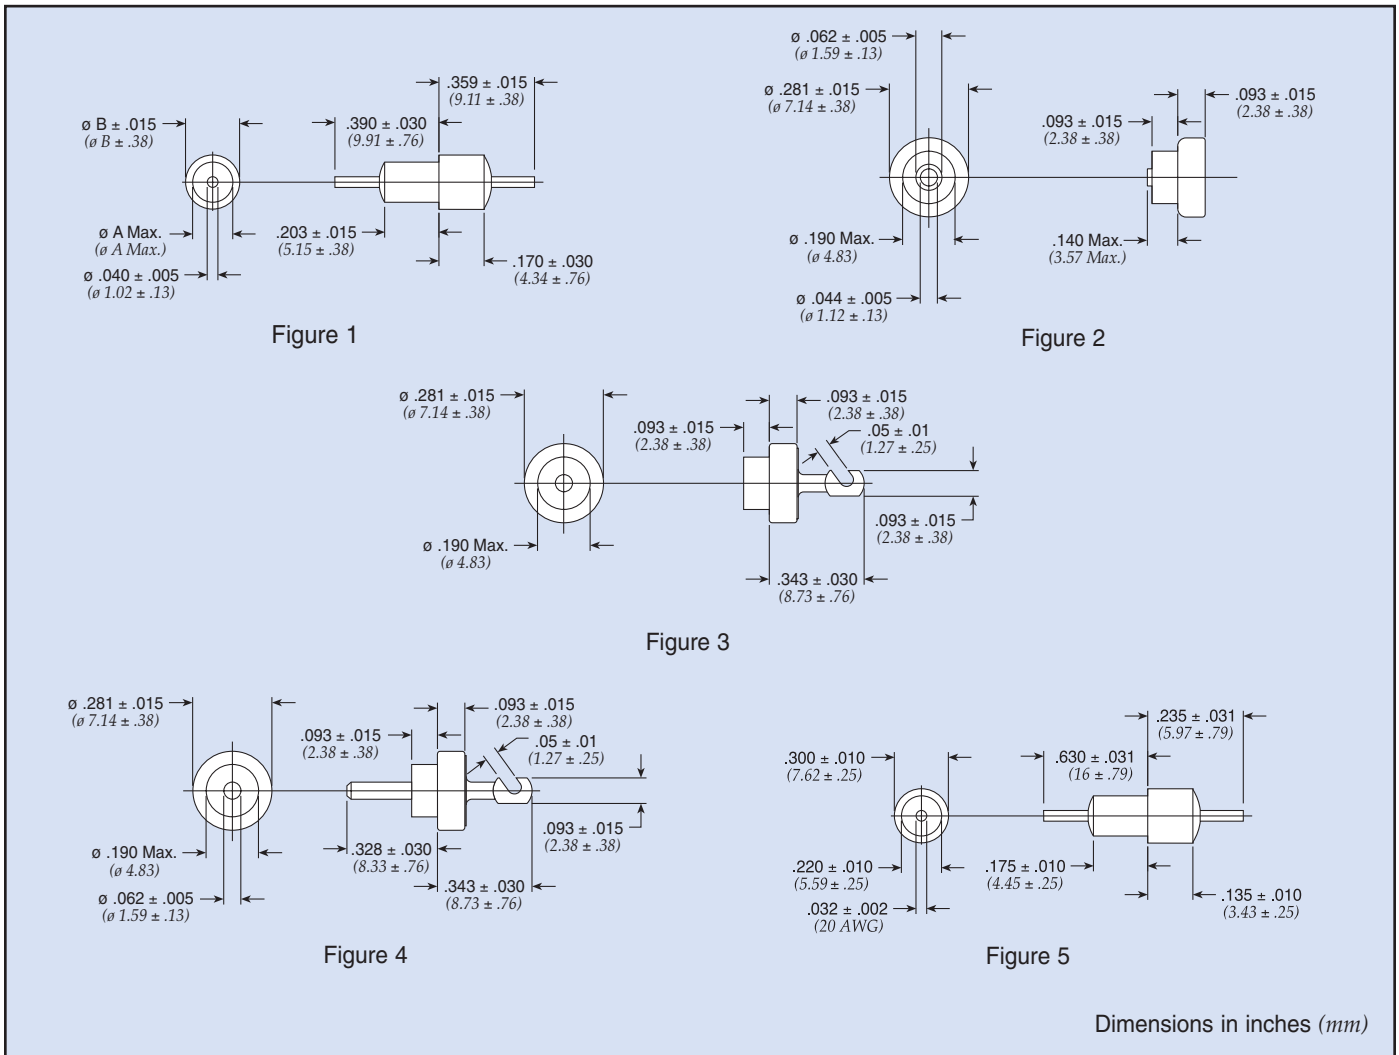 .359 ± .015
(9.11 ± .38)
ø B ± .015
(ø B ± .38)
.390 ± .030
(9.91 ± .76)
ø A Max.
(ø A Max.)
.203 ± .015
(5.15 ± .38)
ø .040 ± .005
(ø 1.02 ± .13)
.170 ± .030
(4.34 ± .76)
Figure 1
ø .062 ± .005
(ø 1.59 ± .13)
ø .281 ± .015
(ø 7.14 ± .38)
.093 ± .015
(2.38 ± .38)
.093 ± .015
(2.38 ± .38)
ø .190 Max.
(ø 4.83)
.140 Max.
(3.57 Max.)
ø .044 ± .005
(ø 1.12 ± .13)
Figure 2
ø .281 ± .015
(ø 7.14 ± .38)
.093 ± .015
(2.38 ± .38)
.093 ± .015
(2.38 ± .38)
.05 ± .01
(1.27 ± .25)
.093 ± .015
(2.38 ± .38)
ø .190 Max.
(ø 4.83)
.343 ± .030
(8.73 ± .76)
Figure 3
ø .281 ± .015
(ø 7.14 ± .38)
.093 ± .015
(2.38 ± .38)
.093 ± .015
(2.38 ± .38)
.05 ± .01
(1.27 ± .25)
.093 ± .015
(2.38 ± .38)
ø .190 Max.
(ø 4.83)
.328 ± .030
(8.33 ± .76)
.343 ± .030
(8.73 ± .76)
ø .062 ± .005
(ø 1.59 ± .13)
Figure 4
.235 ± .031
(5.97 ± .79)
.300 ± .010
(7.62 ± .25)
.630 ± .031
(16 ± .79)
.220 ± .010
(5.59 ± .25)
.175 ± .010
(4.45 ± .25)
.135 ± .010
(3.43 ± .25)
.032 ± .002
(20 AWG)
Figure 5
Dimensions in inches (mm)